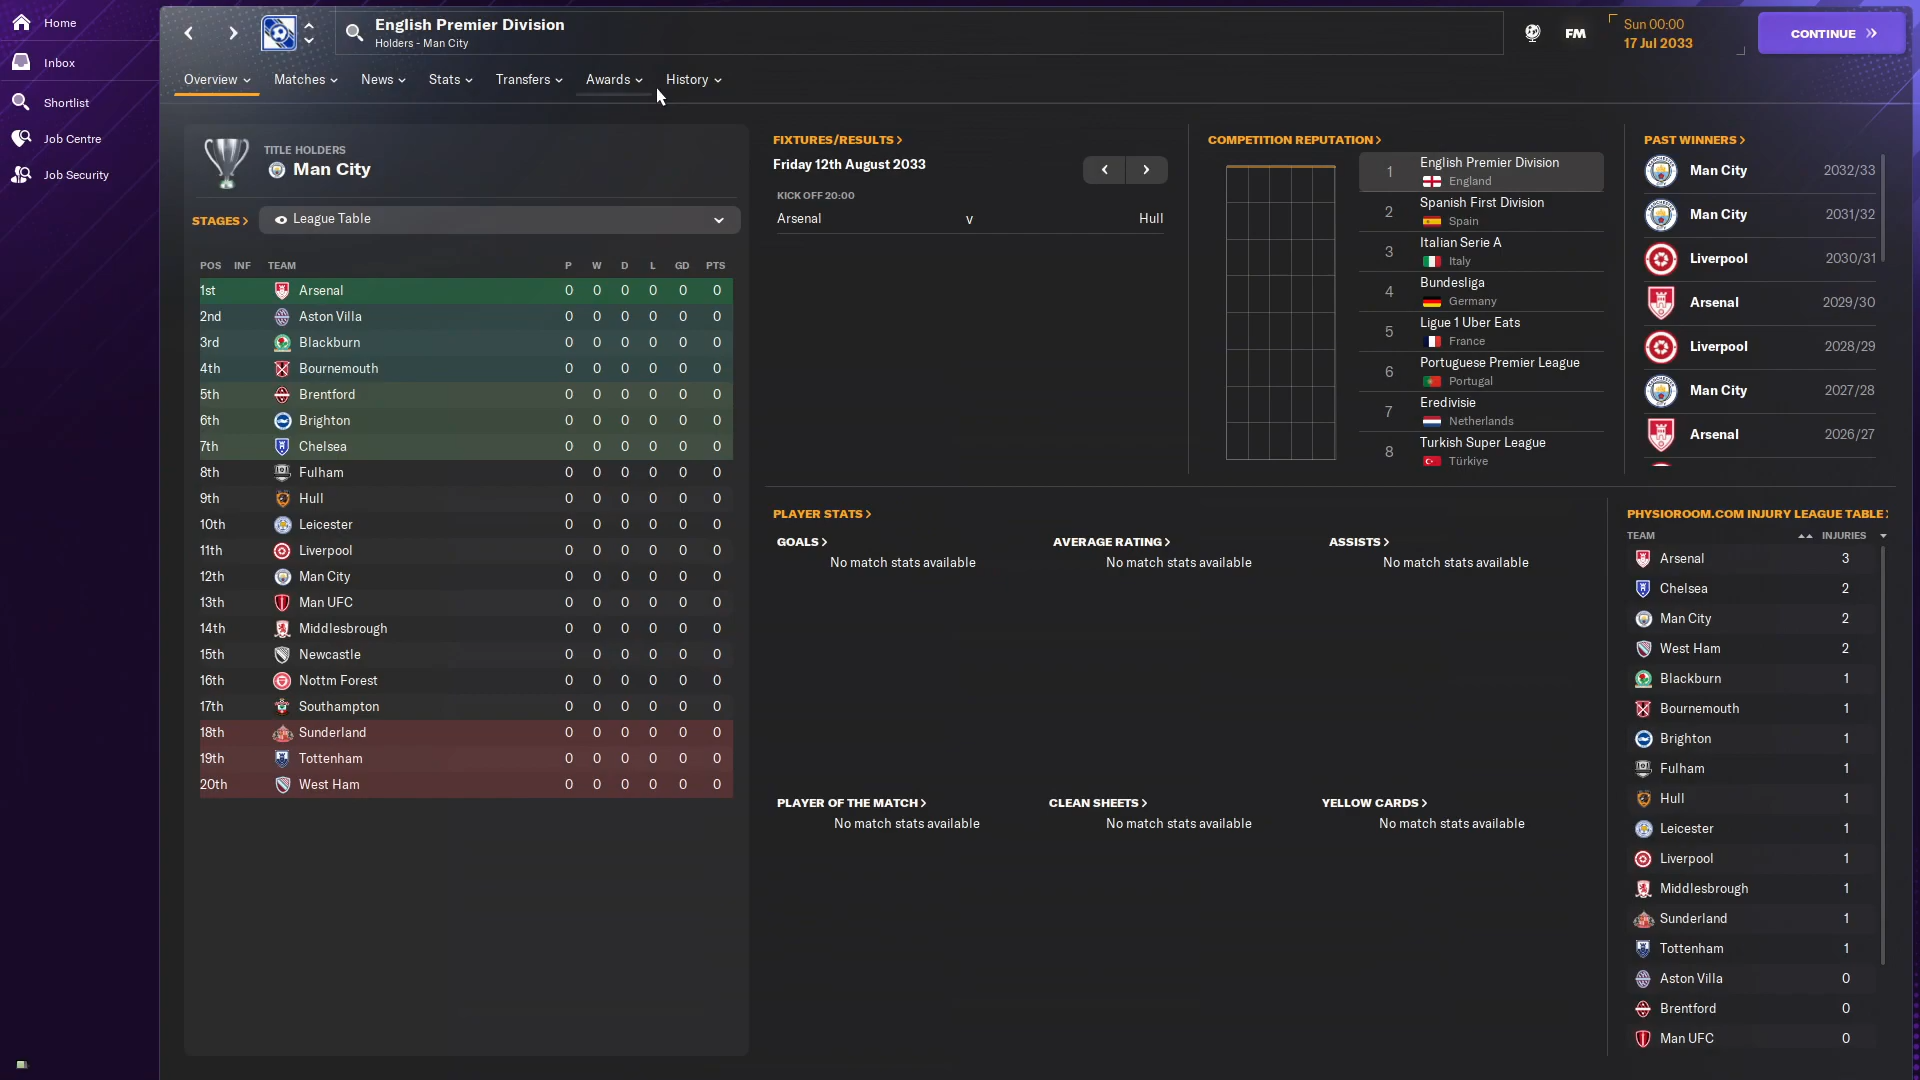 Home
Inbox
Shortlist
Job Centre
Job Security
English Premier Division
Holders - Man City
FM
Sun 00:00
17 Jul 2033
CONTINUE
Overview
Matches
News
Stats
Transfers
Awards
History
TITLE HOLDERS
Man City
STAGES
League Table
POS INF TEAM P W D L GD PTS
1st Arsenal 0 0 0 0 0 0
2nd Aston Villa 0 0 0 0 0 0
3rd Blackburn 0 0 0 0 0 0
4th Bournemouth 0 0 0 0 0 0
5th Brentford 0 0 0 0 0 0
6th Brighton 0 0 0 0 0 0
7th Chelsea 0 0 0 0 0 0
8th Fulham 0 0 0 0 0 0
9th Hull 0 0 0 0 0 0
10th Leicester 0 0 0 0 0 0
11th Liverpool 0 0 0 0 0 0
12th Man City 0 0 0 0 0 0
13th Man UFC 0 0 0 0 0 0
14th Middlesbrough 0 0 0 0 0 0
15th Newcastle 0 0 0 0 0 0
16th Nottm Forest 0 0 0 0 0 0
17th Southampton 0 0 0 0 0 0
18th Sunderland 0 0 0 0 0 0
19th Tottenham 0 0 0 0 0 0
20th West Ham 0 0 0 0 0 0
FIXTURES/RESULTS
Friday 12th August 2033
KICK OFF 20:00
Arsenal v Hull
COMPETITION REPUTATION
1 English Premier Division
England
2 Spanish First Division
Spain
3 Italian Serie A
Italy
4 Bundesliga
Germany
5 Ligue 1 Uber Eats
France
6 Portuguese Premier League
Portugal
7 Eredivisie
Netherlands
8 Turkish Super League
Türkiye
PAST WINNERS
Man City 2032/33
Man City 2031/32
Liverpool 2030/31
Arsenal 2029/30
Liverpool 2028/29
Man City 2027/28
Arsenal 2026/27
PLAYER STATS
GOALS
No match stats available
AVERAGE RATING
No match stats available
ASSISTS
No match stats available
PLAYER OF THE MATCH
No match stats available
CLEAN SHEETS
No match stats available
YELLOW CARDS
No match stats available
PHYSIOROOM.COM INJURY LEAGUE TABLE
TEAM INJURIES
Arsenal 3
Chelsea 2
Man City 2
West Ham 2
Blackburn 1
Bournemouth 1
Brighton 1
Fulham 1
Hull 1
Leicester 1
Liverpool 1
Middlesbrough 1
Sunderland 1
Tottenham 1
Aston Villa 0
Brentford 0
Man UFC 0